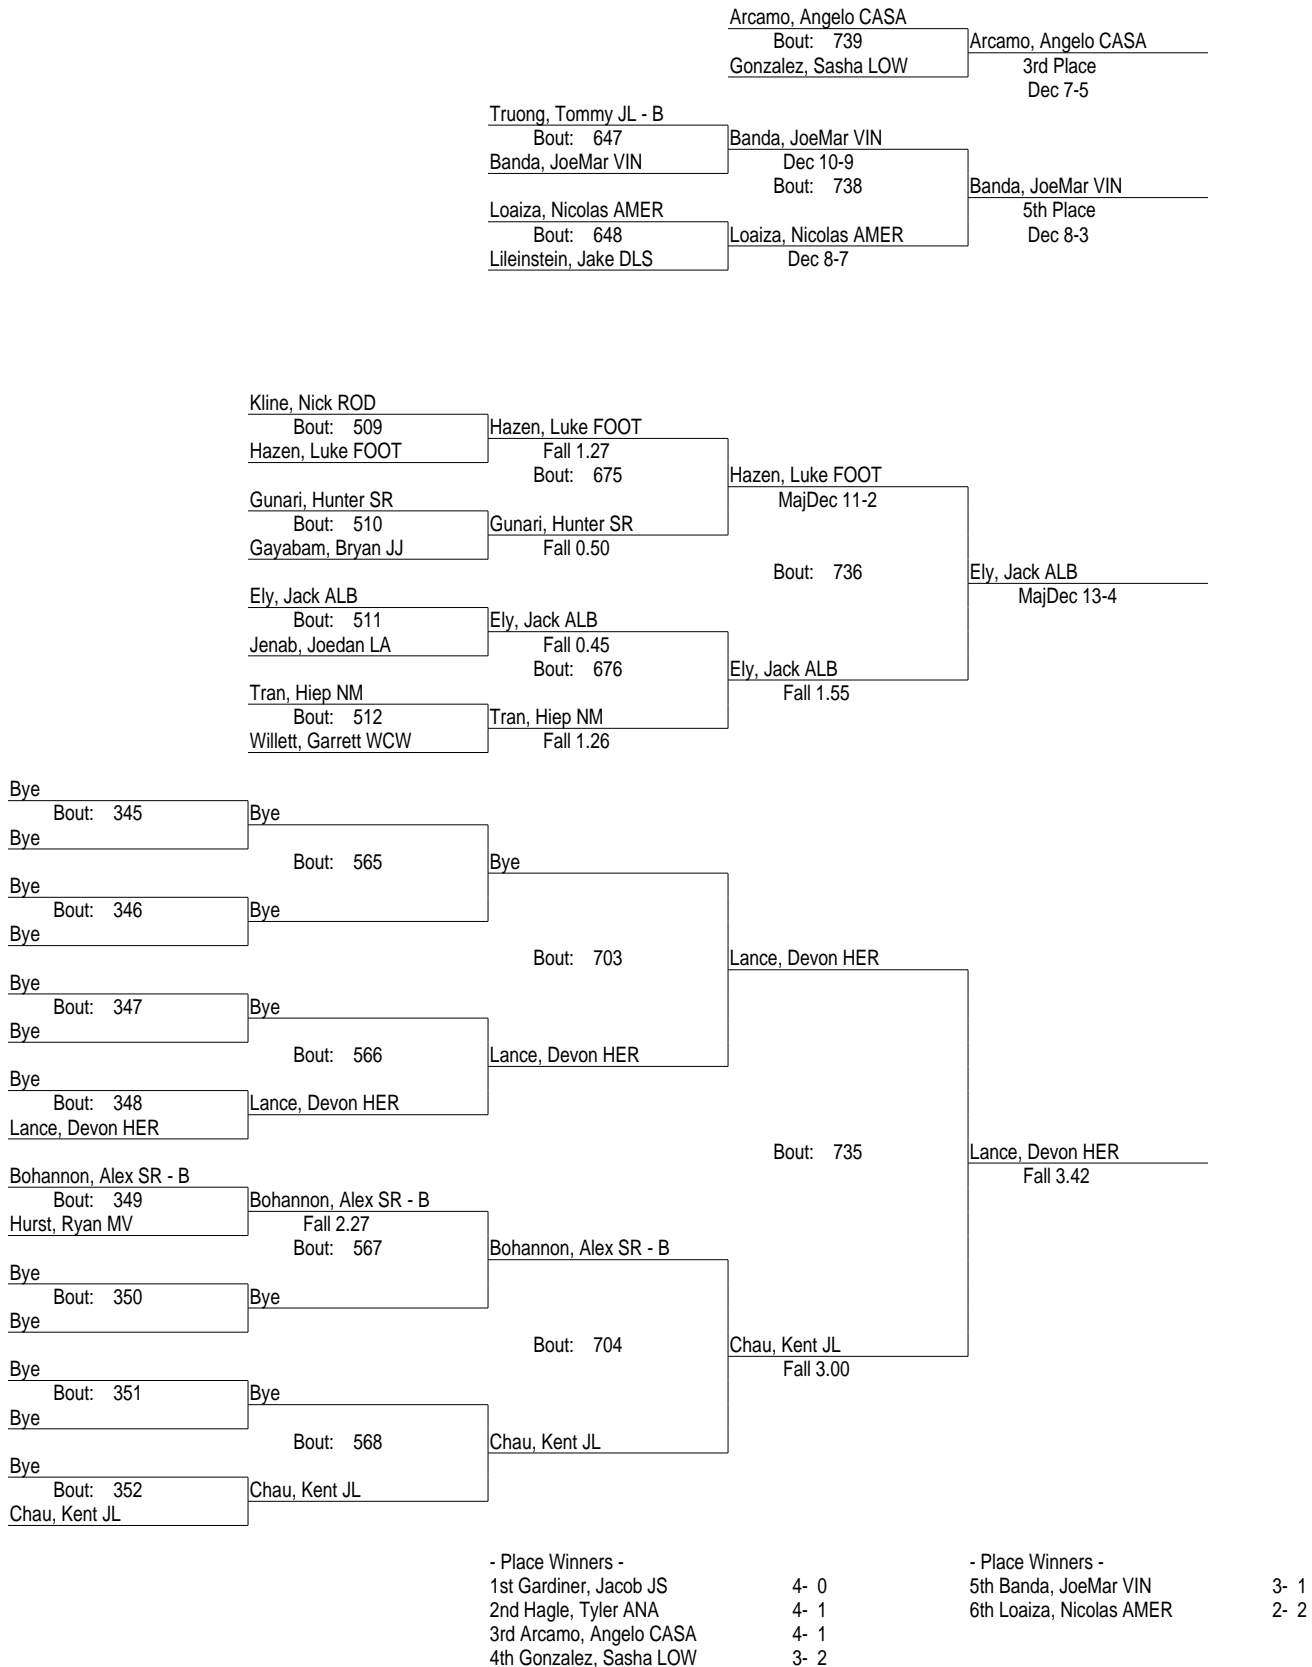 Arcamo, Angelo CASA
Bout: 739
Gonzalez, Sasha LOW
Arcamo, Angelo CASA
3rd Place
Dec 7-5
Truong, Tommy JL - B
Bout: 647
Banda, JoeMar VIN
Banda, JoeMar VIN
Dec 10-9
Bout: 738
Banda, JoeMar VIN
5th Place
Dec 8-3
Loaiza, Nicolas AMER
Bout: 648
Lileinstein, Jake DLS
Loaiza, Nicolas AMER
Dec 8-7
Kline, Nick ROD
Bout: 509
Hazen, Luke FOOT
Hazen, Luke FOOT
Fall 1.27
Bout: 675
Hazen, Luke FOOT
MajDec 11-2
Gunari, Hunter SR
Bout: 510
Gayabam, Bryan JJ
Gunari, Hunter SR
Fall 0.50
Bout: 736
Ely, Jack ALB
MajDec 13-4
Ely, Jack ALB
Bout: 511
Jenab, Joedan LA
Ely, Jack ALB
Fall 0.45
Bout: 676
Ely, Jack ALB
Fall 1.55
Tran, Hiep NM
Bout: 512
Willett, Garrett WCW
Tran, Hiep NM
Fall 1.26
Bye
Bout: 345
Bye
Bye
Bout: 565
Bye
Bye
Bout: 346
Bye
Bye
Bout: 703
Lance, Devon HER
Bye
Bout: 347
Bye
Bye
Bout: 566
Lance, Devon HER
Bye
Bout: 348
Lance, Devon HER
Lance, Devon HER
Bout: 735
Lance, Devon HER
Fall 3.42
Bohannon, Alex SR - B
Bout: 349
Hurst, Ryan MV
Bohannon, Alex SR - B
Fall 2.27
Bout: 567
Bohannon, Alex SR - B
Bye
Bout: 350
Bye
Bye
Bout: 704
Chau, Kent JL
Fall 3.00
Bye
Bout: 351
Bye
Bye
Bout: 568
Chau, Kent JL
Bye
Bout: 352
Chau, Kent JL
Chau, Kent JL
- Place Winners -
1st Gardiner, Jacob JS 4- 0
2nd Hagle, Tyler ANA 4- 1
3rd Arcamo, Angelo CASA 4- 1
4th Gonzalez, Sasha LOW 3- 2
- Place Winners -
5th Banda, JoeMar VIN 3- 1
6th Loaiza, Nicolas AMER 2- 2